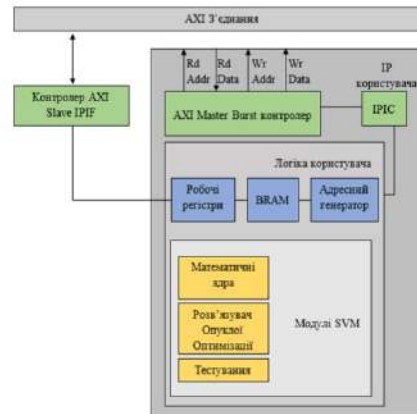 AXI З'єднання
Rd
Addr
Rd
Data
Wr
Addr
Wr
Data
IP
користувача
Контролер AXI
Slave IPIF
AXI Master Burst контролер
IPIC
Логіка користувача
Робочі
регістри
BRAM
Адресний
генератор
Математичні
ядра
Розв'язувач
Опуклої
Оптимізації
Модулі SVM
Тестування